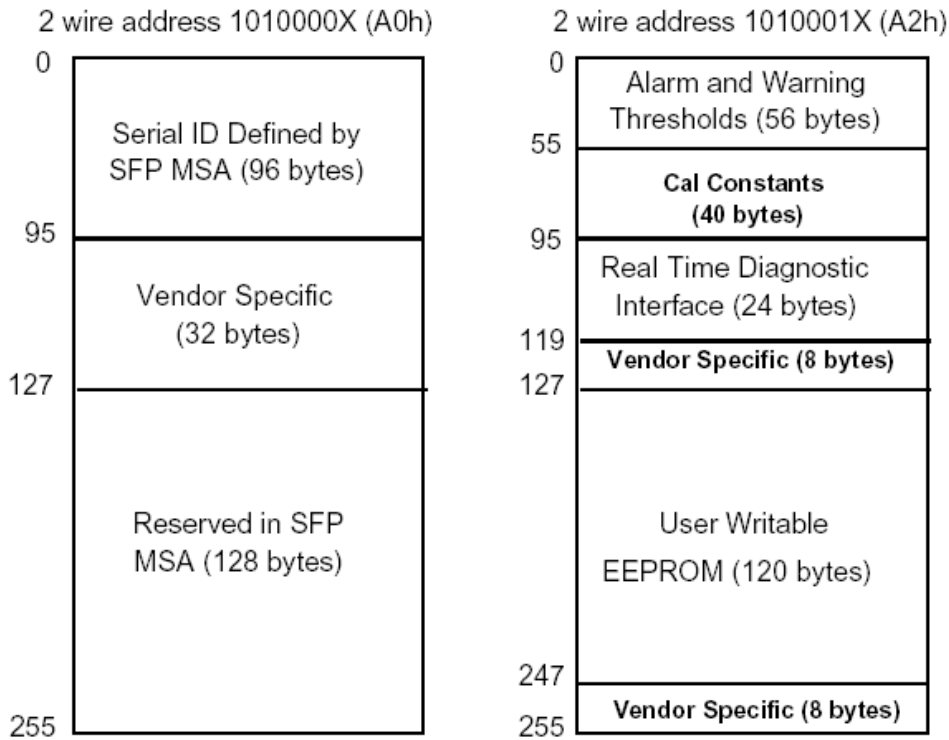 2 wire address 1010000X (A0h)
0
Serial ID Defined by
SFP MSA (96 bytes)
95
Vendor Specific
(32 bytes)
127
Reserved in SFP
MSA (128 bytes)
255
2 wire address 1010001X (A2h)
0
Alarm and Warning
Thresholds (56 bytes)
55
Cal Constants
(40 bytes)
95
Real Time Diagnostic
Interface (24 bytes)
119
Vendor Specific (8 bytes)
127
User Writable
EEPROM (120 bytes)
247
Vendor Specific (8 bytes)
255